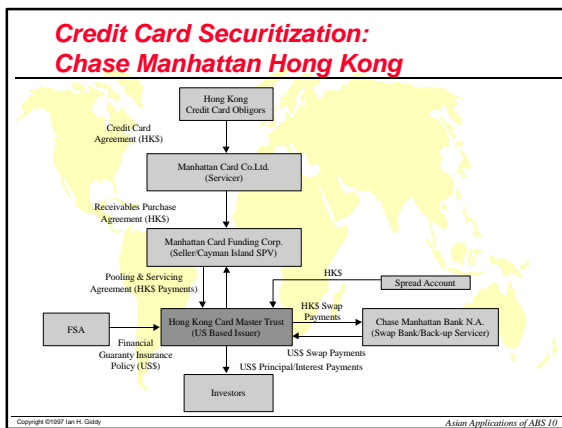 Credit Card Securitization:
Chase Manhattan Hong Kong
Hong Kong
Credit Card Obligors
Credit Card
Agreement (HK$)
Manhattan Card Co.Ltd.
(Servicer)
Receivables Purchase
Agreement (HK$)
Manhattan Card Funding Corp.
(Seller/Cayman Island SPV)
Pooling & Servicing
Agreement (HK$ Payments)
HK$
Spread Account
HK$ Swap
Payments
FSA
Hong Kong Card Master Trust
(US Based Issuer)
Chase Manhattan Bank N.A.
(Swap Bank/Back-up Servicer)
Financial
Guaranty Insurance
Policy (US$)
US$ Swap Payments
US$ Principal/Interest Payments
Investors
Copyright ©1997 Ian H. Giddy
Asian Applications of ABS 10